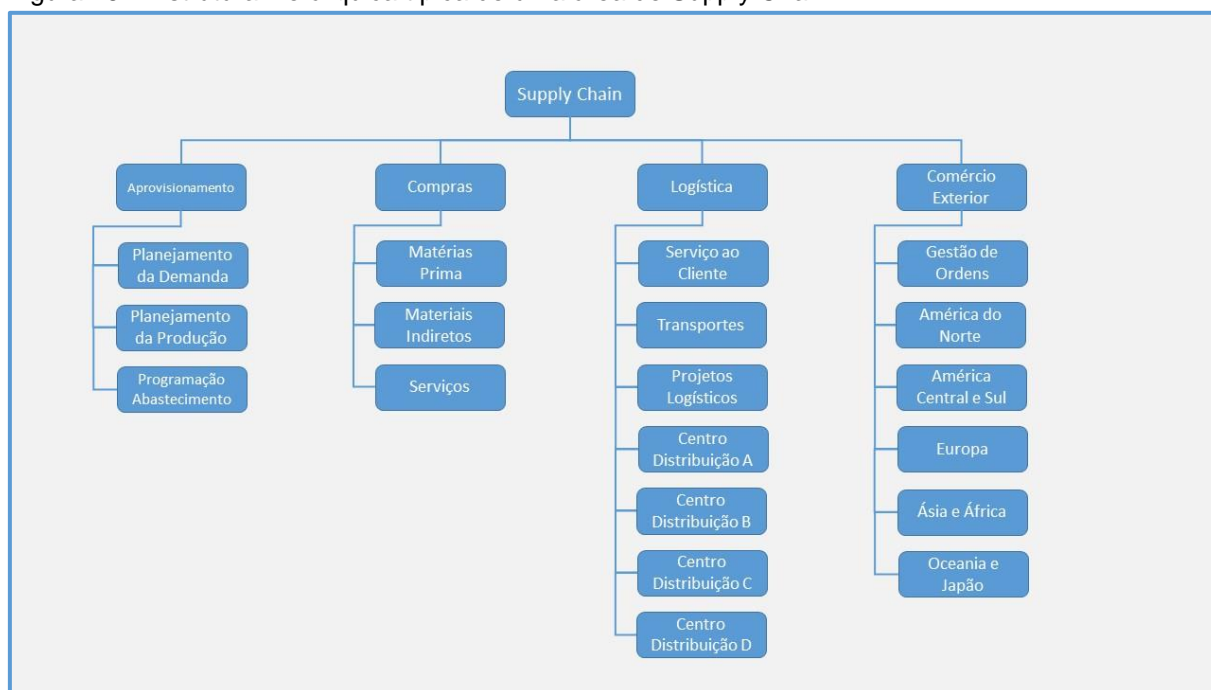 Supply Chain
Aprovisionamento
Compras
Logística
Comércio
Exterior
Planejamento
da Demanda
Planejamento
da Produção
Programação
Abastecimento
Matérias
Prima
Materiais
Indiretos
Serviços
Serviço ao
Cliente
Transportes
Projetos
Logísticos
Centro
Distribuição A
Centro
Distribuição B
Centro
Distribuição C
Centro
Distribuição D
Gestão de
Ordens
América do
Norte
América
Central e Sul
Europa
Ásia e África
Oceania e
Japão